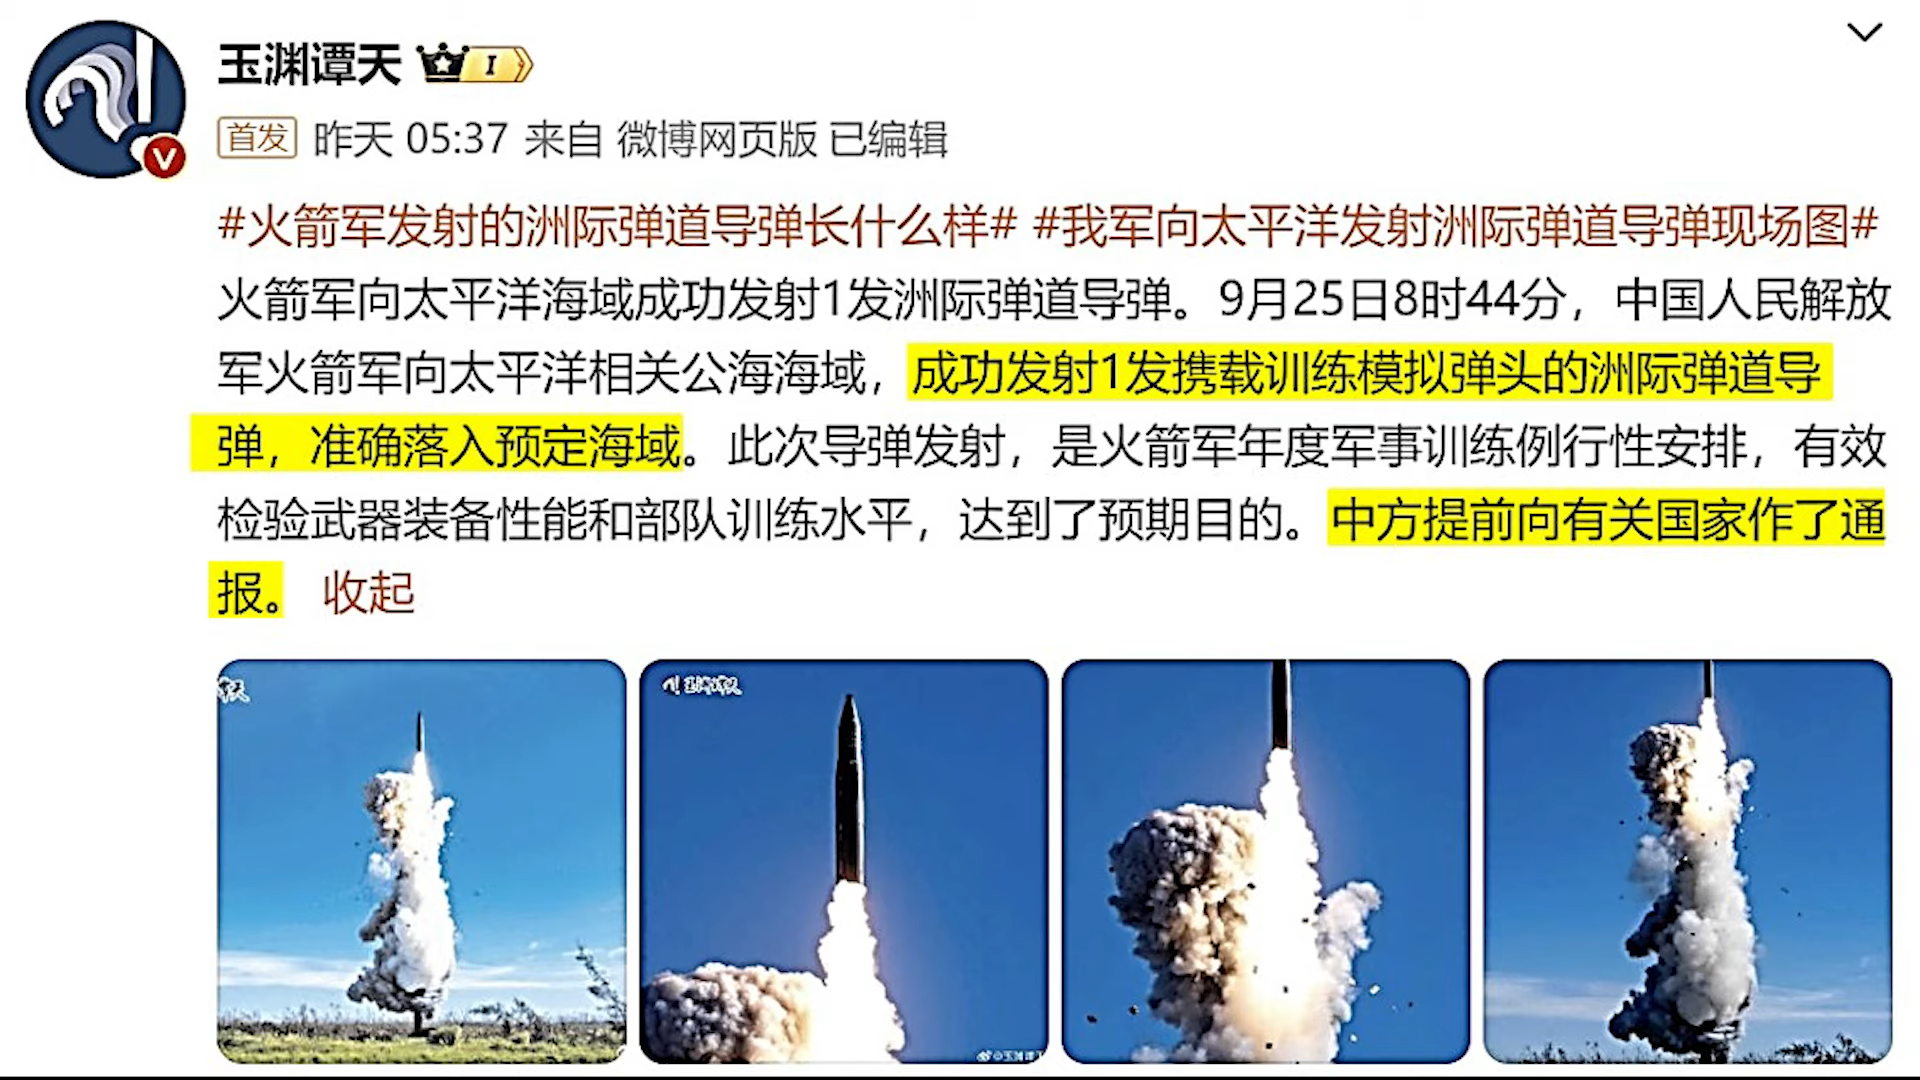 玉渊谭天
I
首发 昨天 05:37 来自 微博网页版 已编辑
V
#火箭军发射的洲际弹道导弹长什么样# #我军向太平洋发射洲际弹道导弹现场图#
火箭军向太平洋海域成功发射1发洲际弹道导弹。9月25日8时44分，中国人民解放
军火箭军向太平洋相关公海海域，成功发射1发携载训练模拟弹头的洲际弹道导
弹，准确落入预定海域。此次导弹发射，是火箭军年度军事训练例行性安排，有效
检验武器装备性能和部队训练水平，达到了预期目的。中方提前向有关国家作了通
报。 收起
玉渊谭天